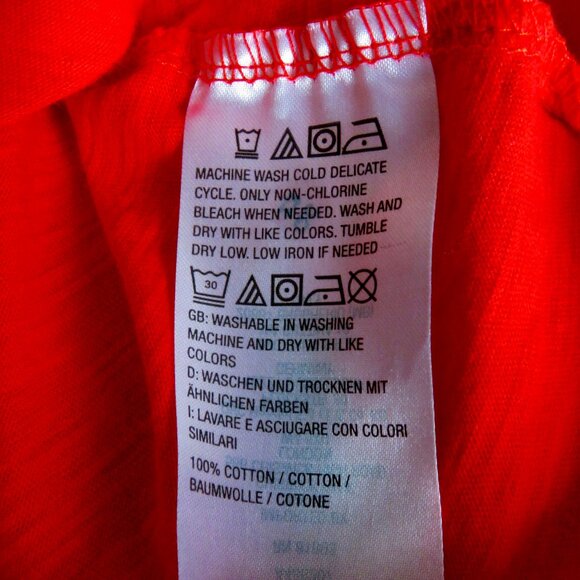 MACHINE WASH COLD DELICATE
CYCLE. ONLY NON-CHLORINE
BLEACH WHEN NEEDED. WASH AND
DRY WITH LIKE COLORS. TUMBLE
DRY LOW. LOW IRON IF NEEDED
30
GB: WASHABLE IN WASHING
MACHINE AND DRY WITH LIKE
COLORS
D: WASCHEN UND TROCKNEN MIT
ÄHNLICHEN FARBEN
I: LAVARE E ASCIUGARE CON COLORI
SIMILARI
100% COTTON / COTTON /
BAUMWOLLE / COTONE